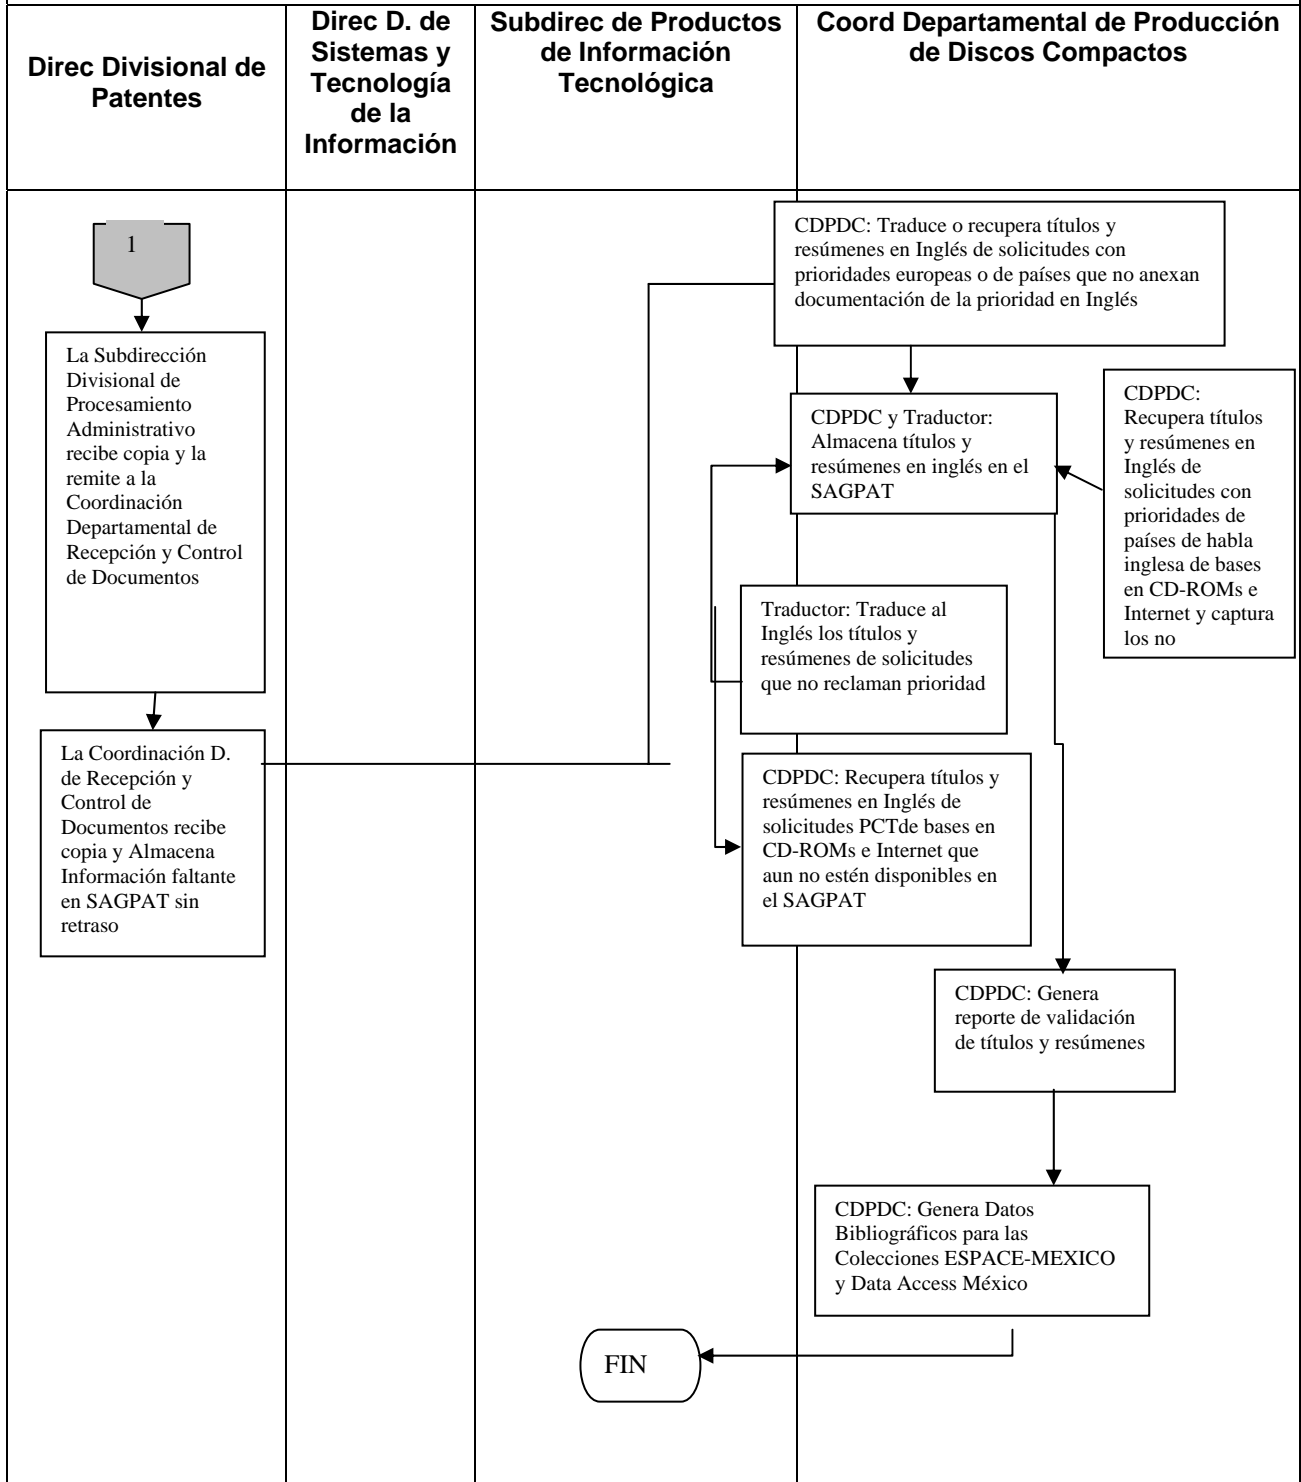 Direc Divisional de
Patentes
Direc D. de
Sistemas y
Tecnología
de la
Información
Subdirec de Productos
de Información
Tecnológica
Coord Departamental de Producción
de Discos Compactos
1
La Subdirección
Divisional de
Procesamiento
Administrativo
recibe copia y la
remite a la
Coordinación
Departamental de
Recepción y Control
de Documentos
La Coordinación D.
de Recepción y
Control de
Documentos recibe
copia y Almacena
Información faltante
en SAGPAT sin
retraso
CDPDC: Traduce o recupera títulos y
resúmenes en Inglés de solicitudes con
prioridades europeas o de países que no anexan
documentación de la prioridad en Inglés
CDPDC y Traductor:
Almacena títulos y
resúmenes en inglés en el
SAGPAT
CDPDC:
Recupera títulos
y resúmenes en
Inglés de
solicitudes con
prioridades de
países de habla
inglesa de bases
en CD-ROMs e
Internet y captura
los no
Traductor: Traduce al
Inglés los títulos y
resúmenes de solicitudes
que no reclaman prioridad
CDPDC: Recupera títulos y
resúmenes en Inglés de
solicitudes PCTde bases en
CD-ROMs e Internet que
aun no estén disponibles en
el SAGPAT
CDPDC: Genera
reporte de validación
de títulos y resúmenes
CDPDC: Genera Datos
Bibliográficos para las
Colecciones ESPACE-MEXICO
y Data Access México
FIN